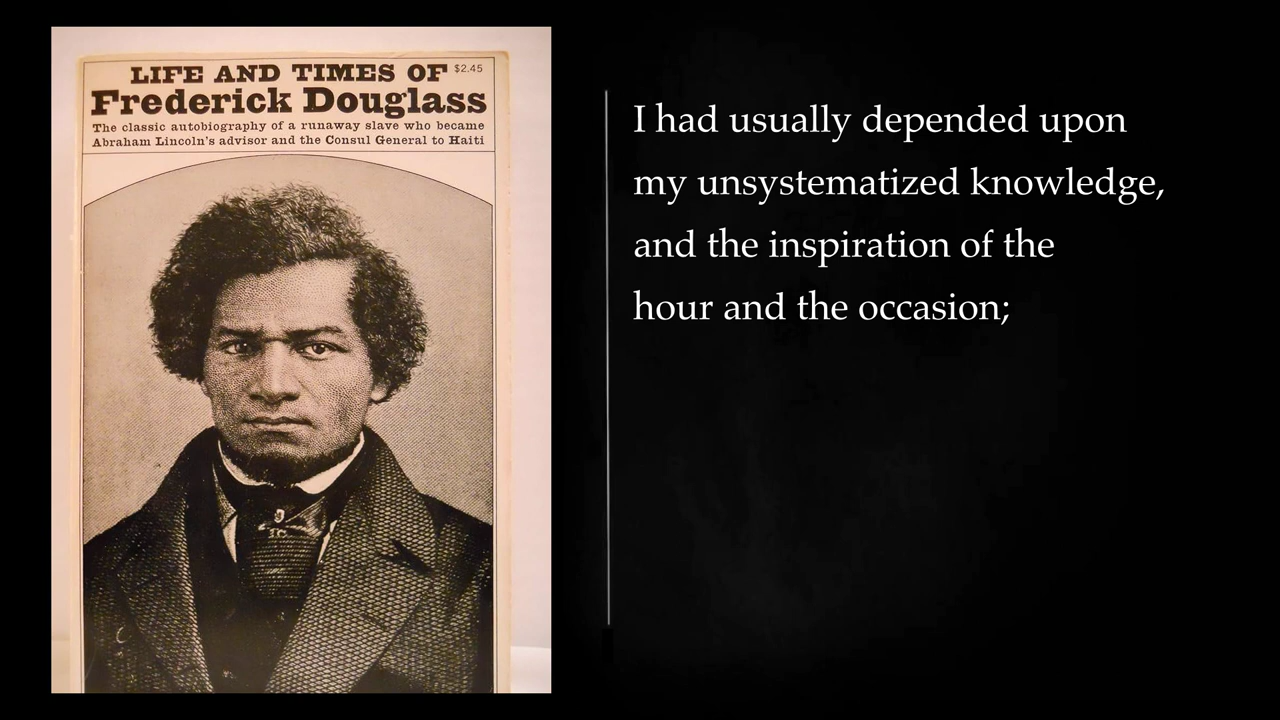 LIFE AND TIMES OF $2.45
Frederick Douglass
The classic autobiography of a runaway slave who became
Abraham Lincoln's advisor and the Consul General to Haiti
I had usually depended upon
my unsystematized knowledge,
and the inspiration of the
hour and the occasion;